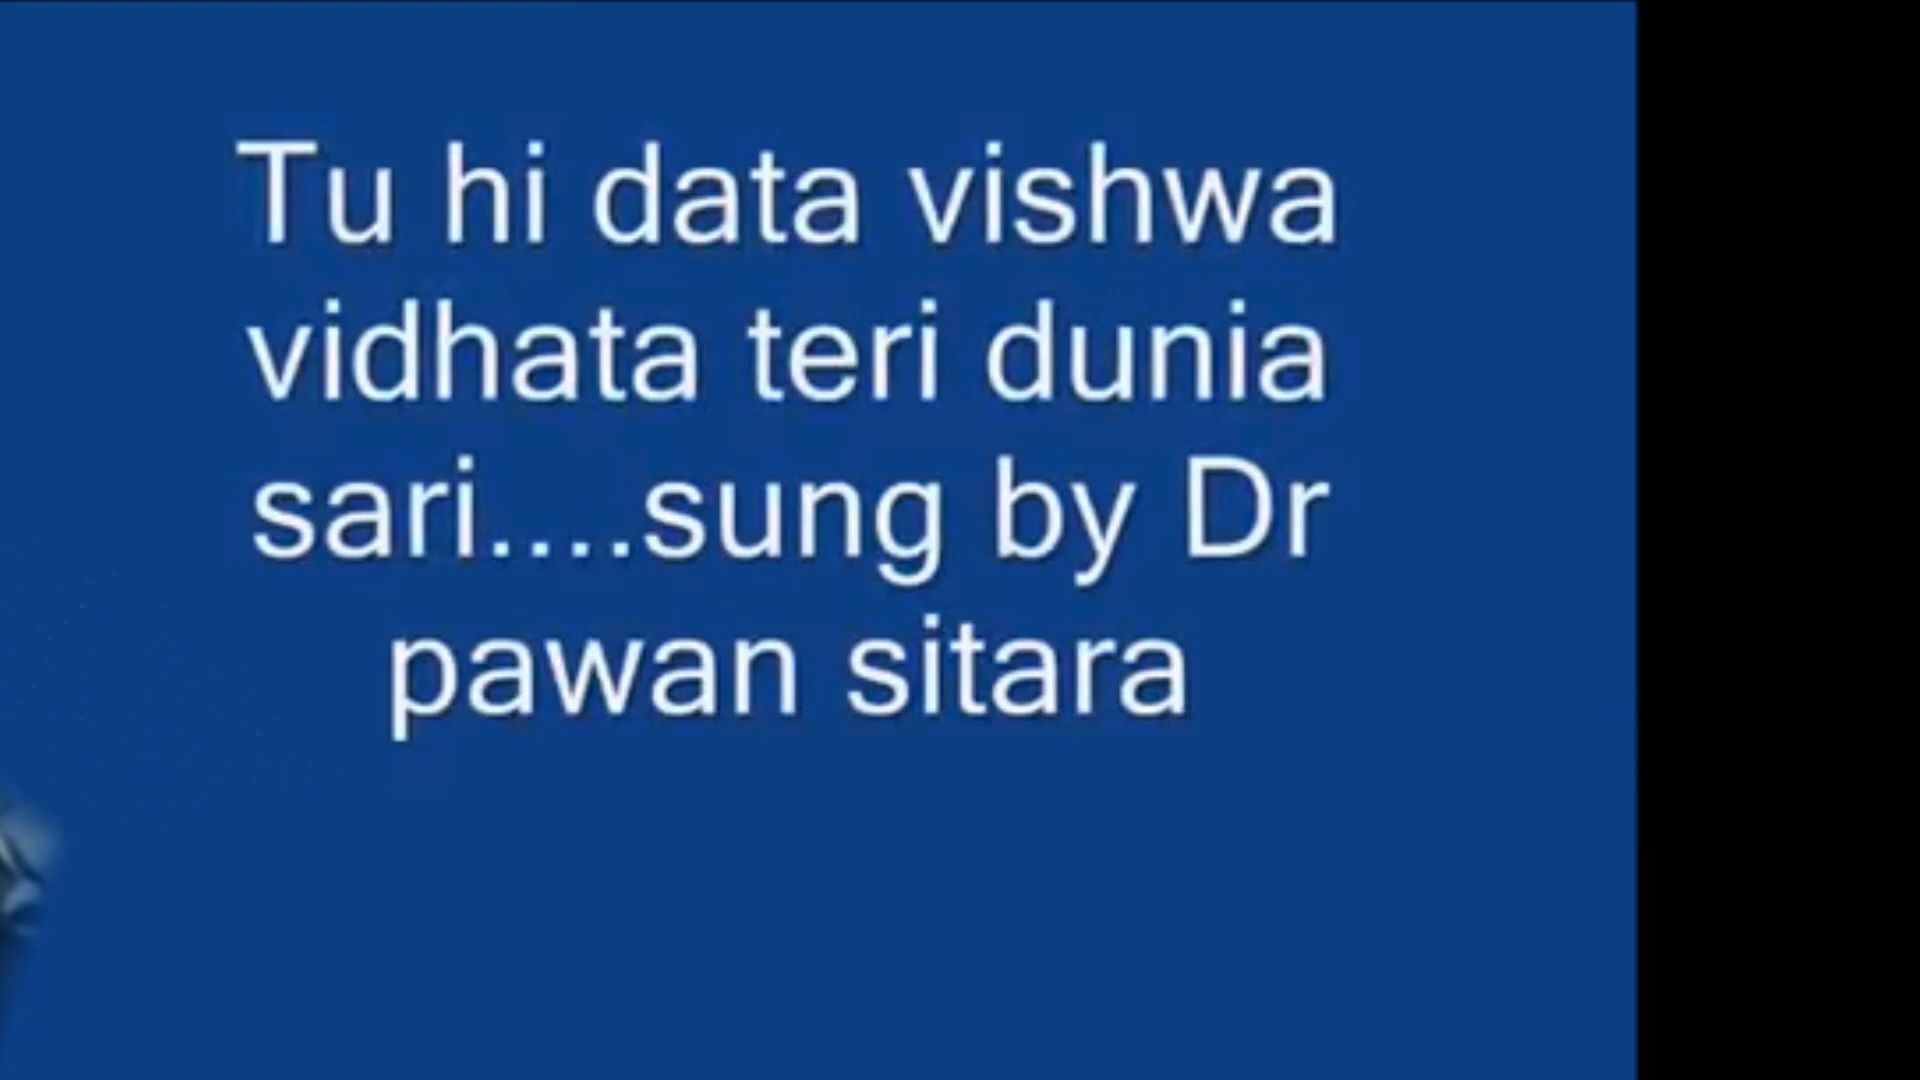 Tu hi data vishwa
vidhata teri dunia
sari....sung by Dr
pawan sitara